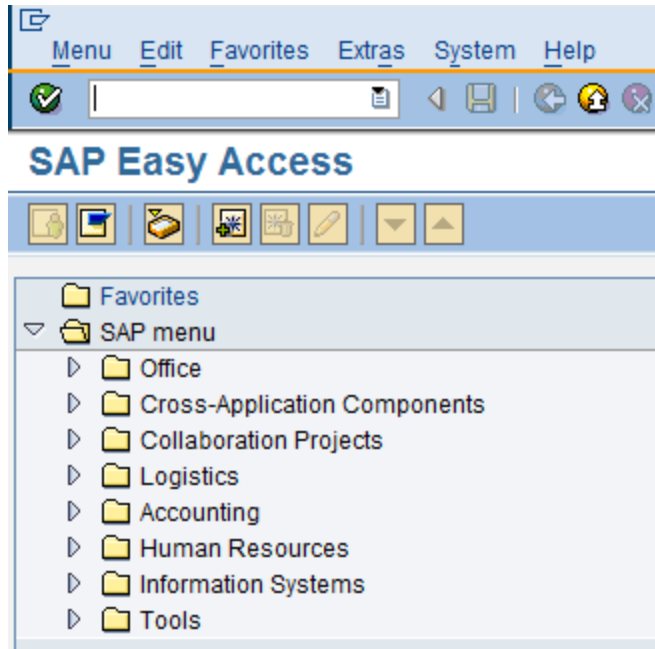 Menu Edit Favorites Extras System Help
SAP Easy Access
Favorites
SAP menu
Office
Cross-Application Components
Collaboration Projects
Logistics
Accounting
Human Resources
Information Systems
Tools